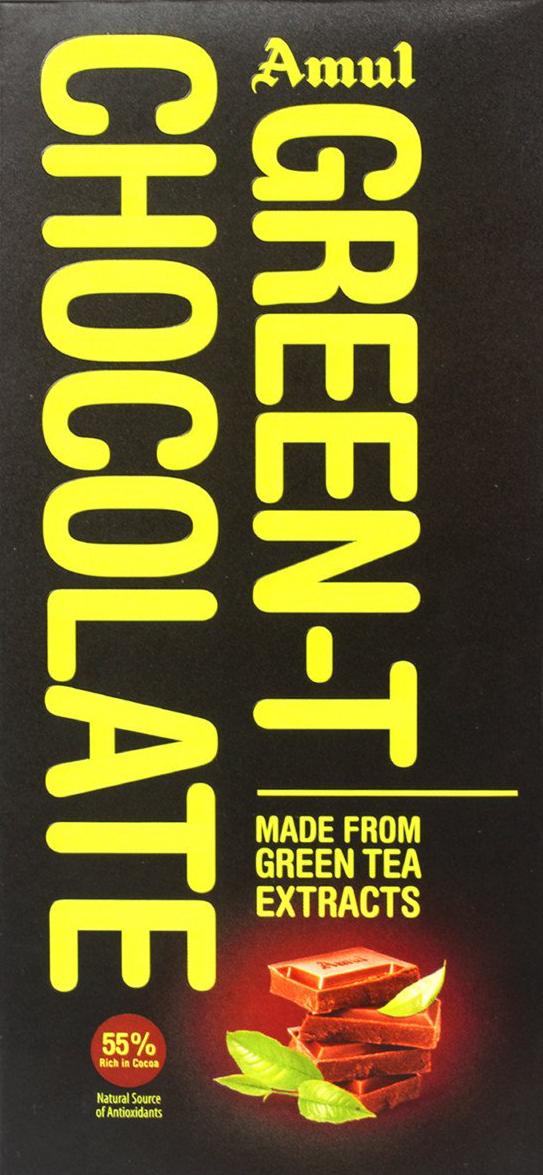 Amul
GREEN-T
CHOCOLATE
MADE FROM
GREEN TEA
EXTRACTS
Amul
55%
Rich in Cocoa
Natural Source
of Antioxidants